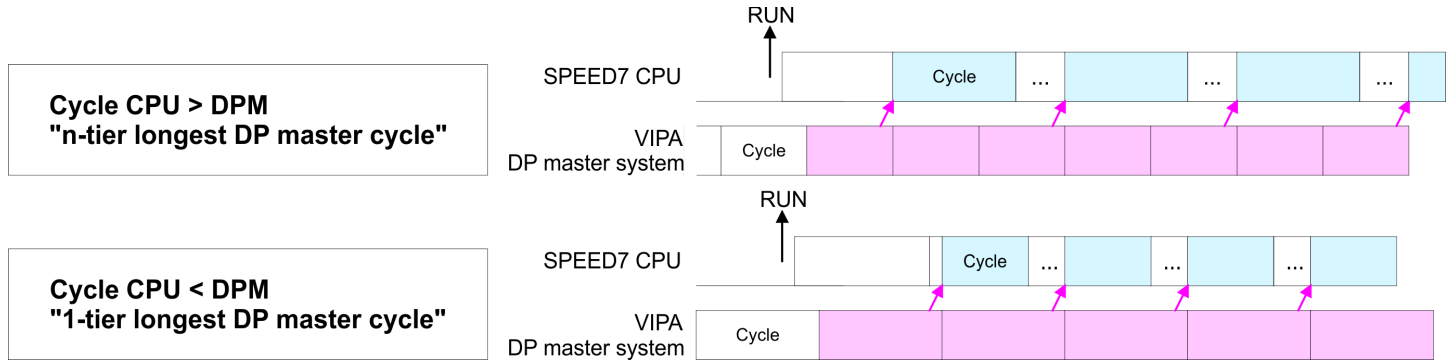 RUN
Cycle CPU > DPM
"n-tier longest DP master cycle"
SPEED7 CPU
Cycle
...
...
...
VIPA
DP master system
Cycle
RUN
Cycle CPU < DPM
"1-tier longest DP master cycle"
SPEED7 CPU
Cycle
...
...
...
VIPA
DP master system
Cycle